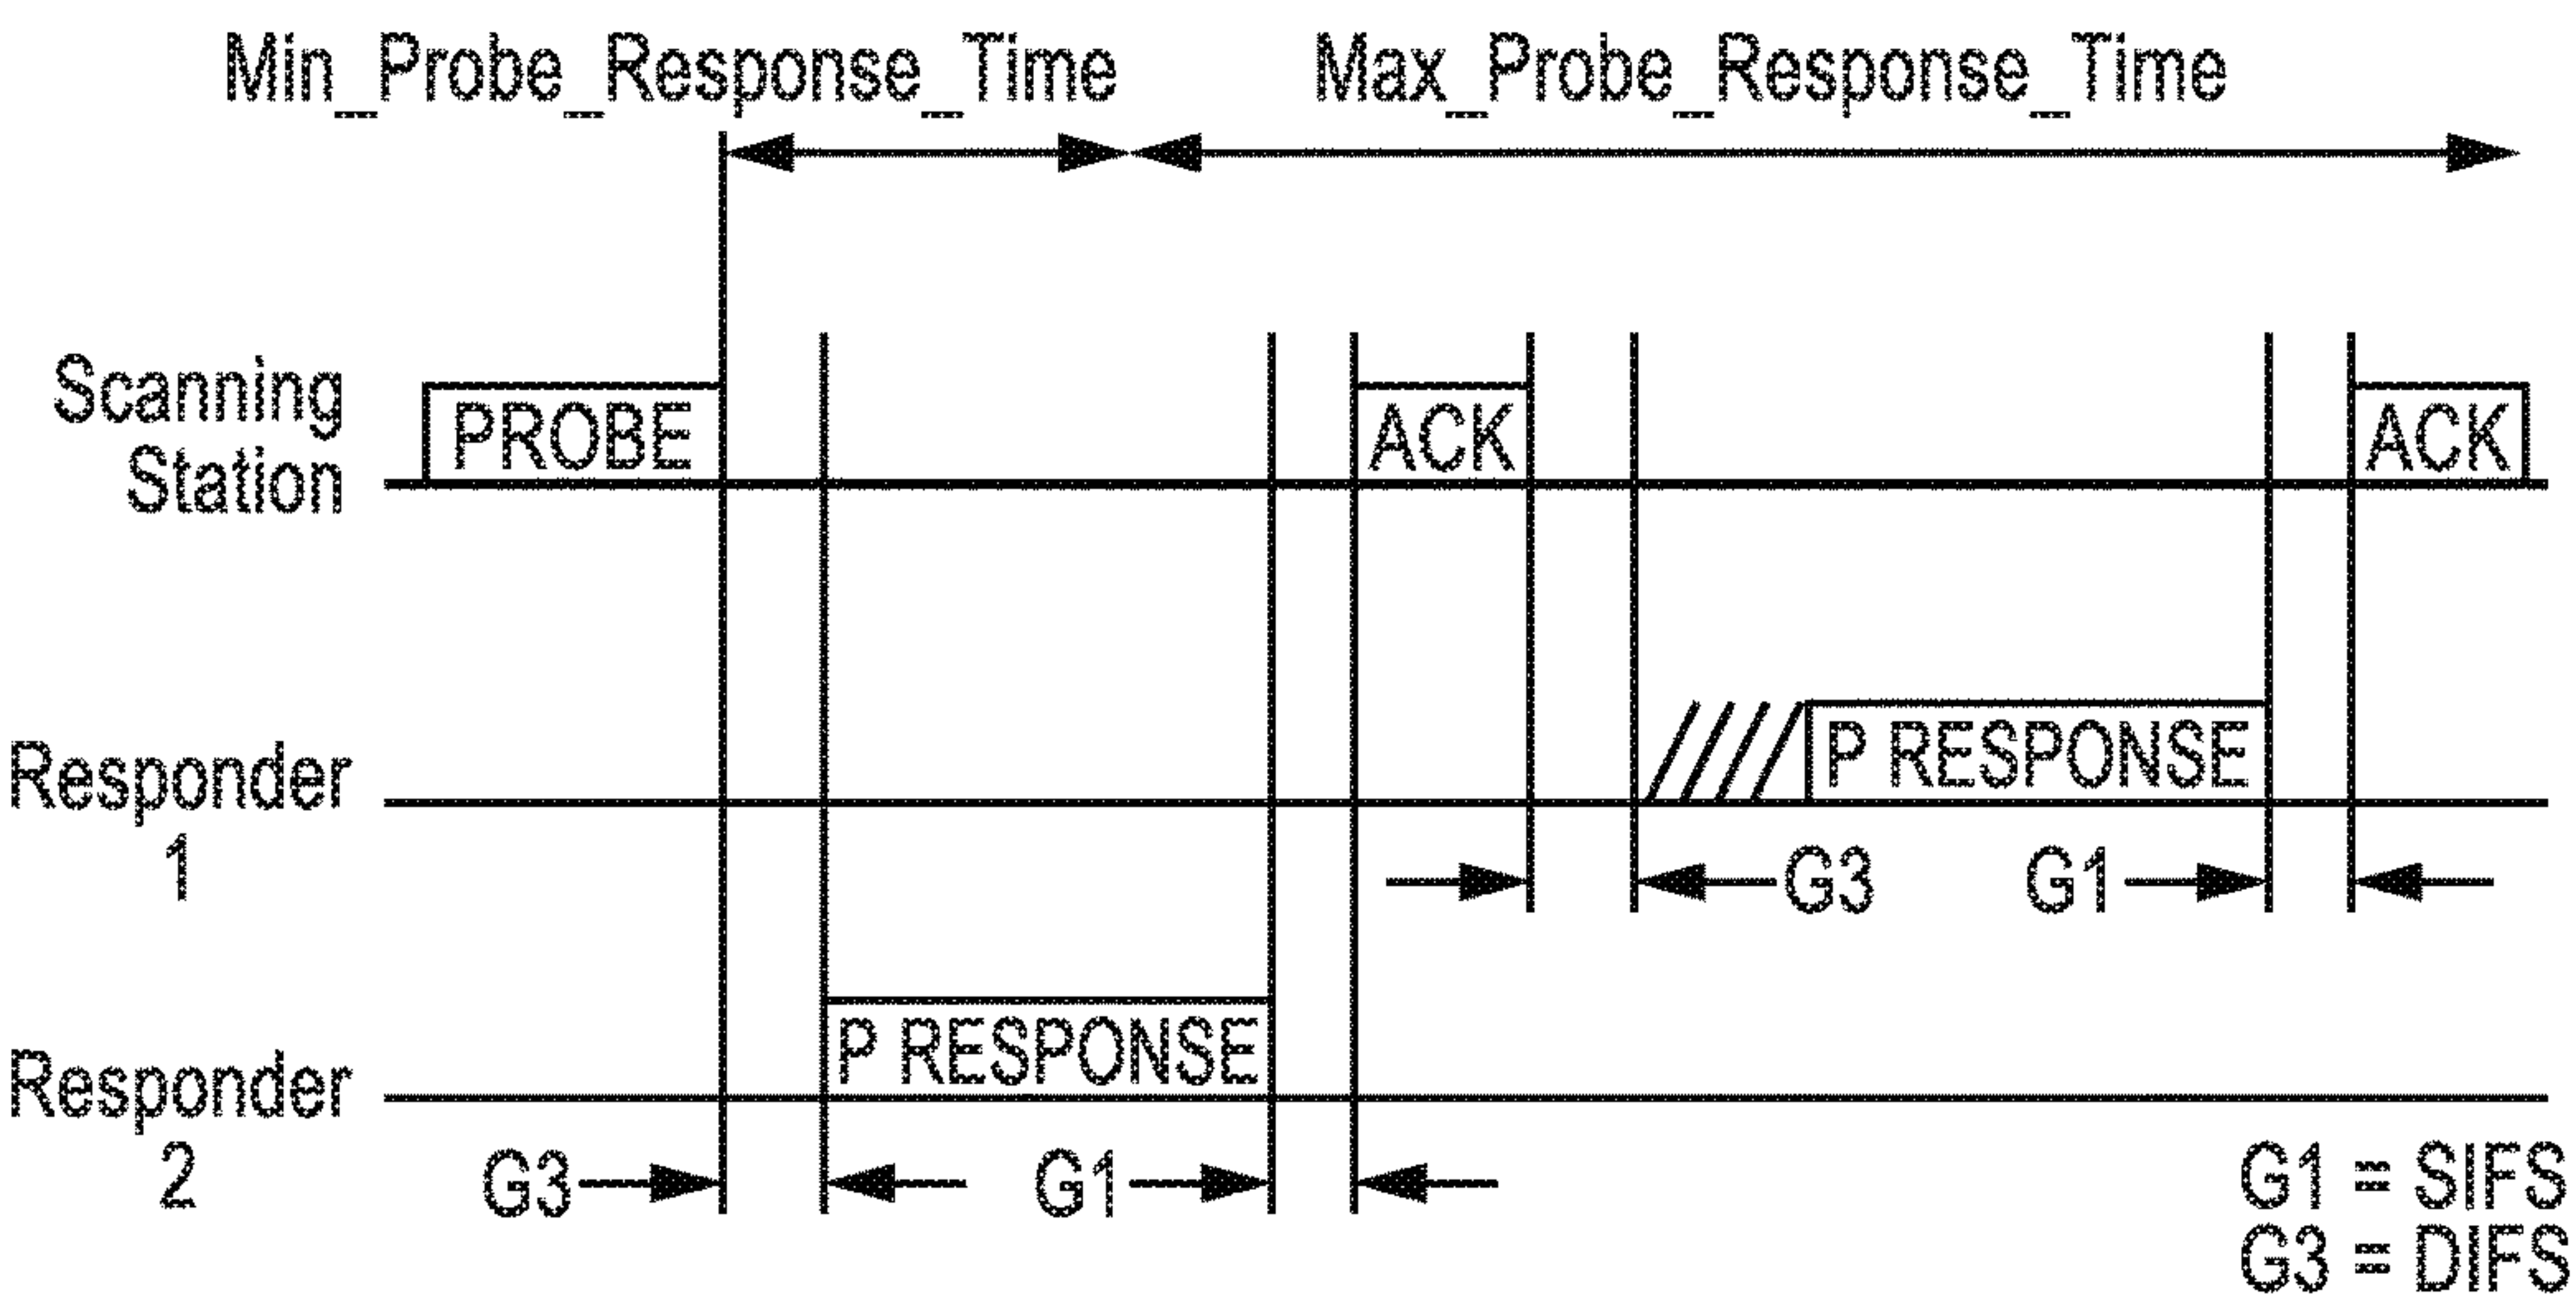 Min_Probe_Response_Time
Max_Probe_Response_Time
Scanning
Station
PROBE
ACK
ACK
Responder
1
P RESPONSE
G3
G1
Responder
2
P RESPONSE
G3
G1
G1 = SIFS
G3 = DIFS